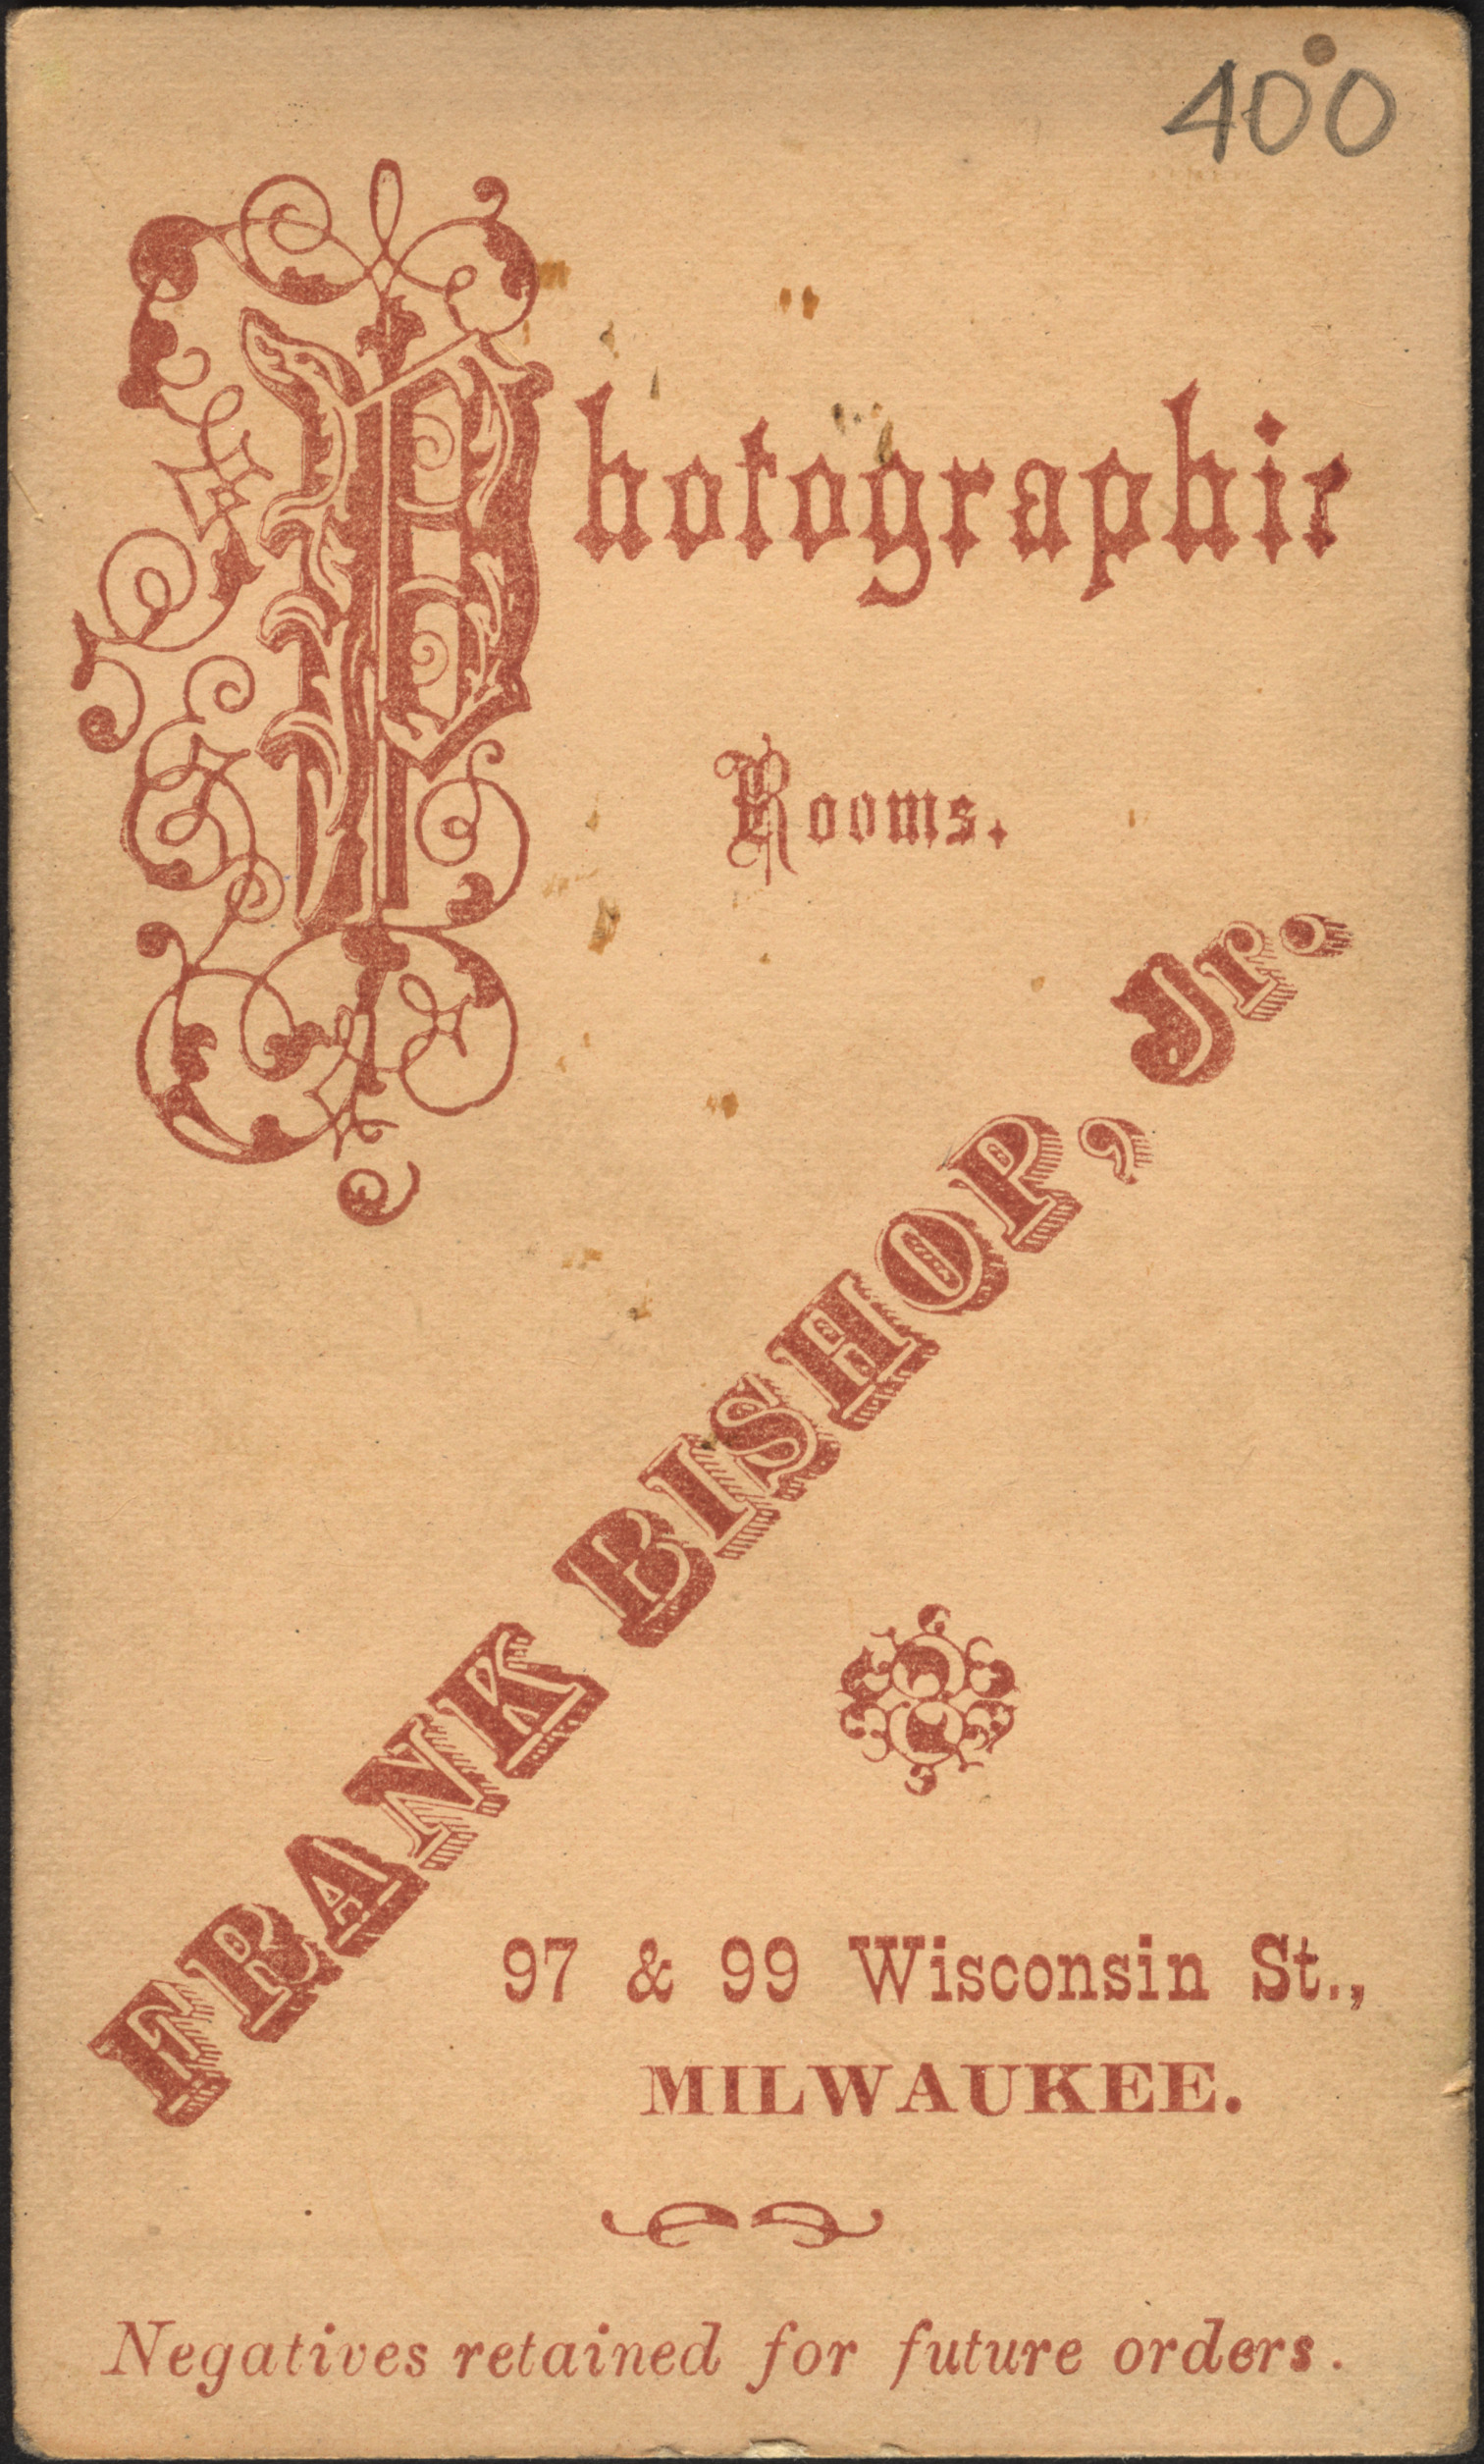 400
Photographic
Rooms.
FRANK BISHOP, Jr.
97 & 99 Wisconsin St.,
MILWAUKEE.
Negatives retained for future orders.